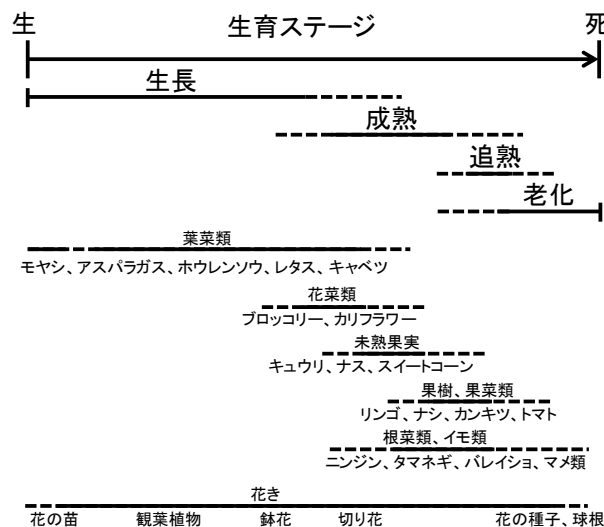 生 生育ステージ 死
生長
成熟
追熟
老化
葉菜類
モヤシ、アスパラガス、ホウレンソウ、レタス、キャベツ
花菜類
ブロッコリー、カリフラワー
未熟果実
キュウリ、ナス、スイートコーン
果樹、果菜類
リンゴ、ナシ、カンキツ、トマト
根菜類、イモ類
ニンジン、タマネギ、バレイショ、マメ類
花き
花の苗 観葉植物 鉢花 切り花 花の種子、球根